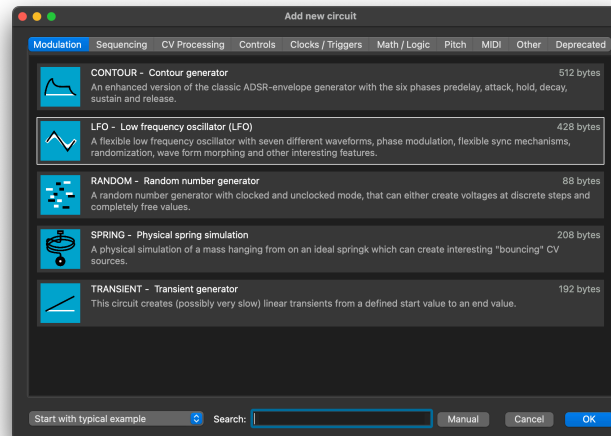 Add new circuit
Modulation Sequencing CV Processing Controls Clocks / Triggers Math / Logic Pitch MIDI Other Deprecated
CONTOUR - Contour generator 512 bytes
An enhanced version of the classic ADSR-envelope generator with the six phases predelay, attack, hold, decay,
sustain and release.
LFO - Low frequency oscillator (LFO) 428 bytes
A flexible low frequency oscillator with seven different waveforms, phase modulation, flexible sync mechanisms,
randomization, wave form morphing and other interesting features.
RANDOM - Random number generator 88 bytes
A random number generator with clocked and unclocked mode, that can either create voltages at discrete steps and
completely free values.
SPRING - Physical spring simulation 208 bytes
A physical simulation of a mass hanging from on an ideal springk which can create interesting "bouncing" CV
sources.
TRANSIENT - Transient generator 192 bytes
This circuit creates (possibly very slow) linear transients from a defined start value to an end value.
Start with typical example Search: Manual Cancel OK